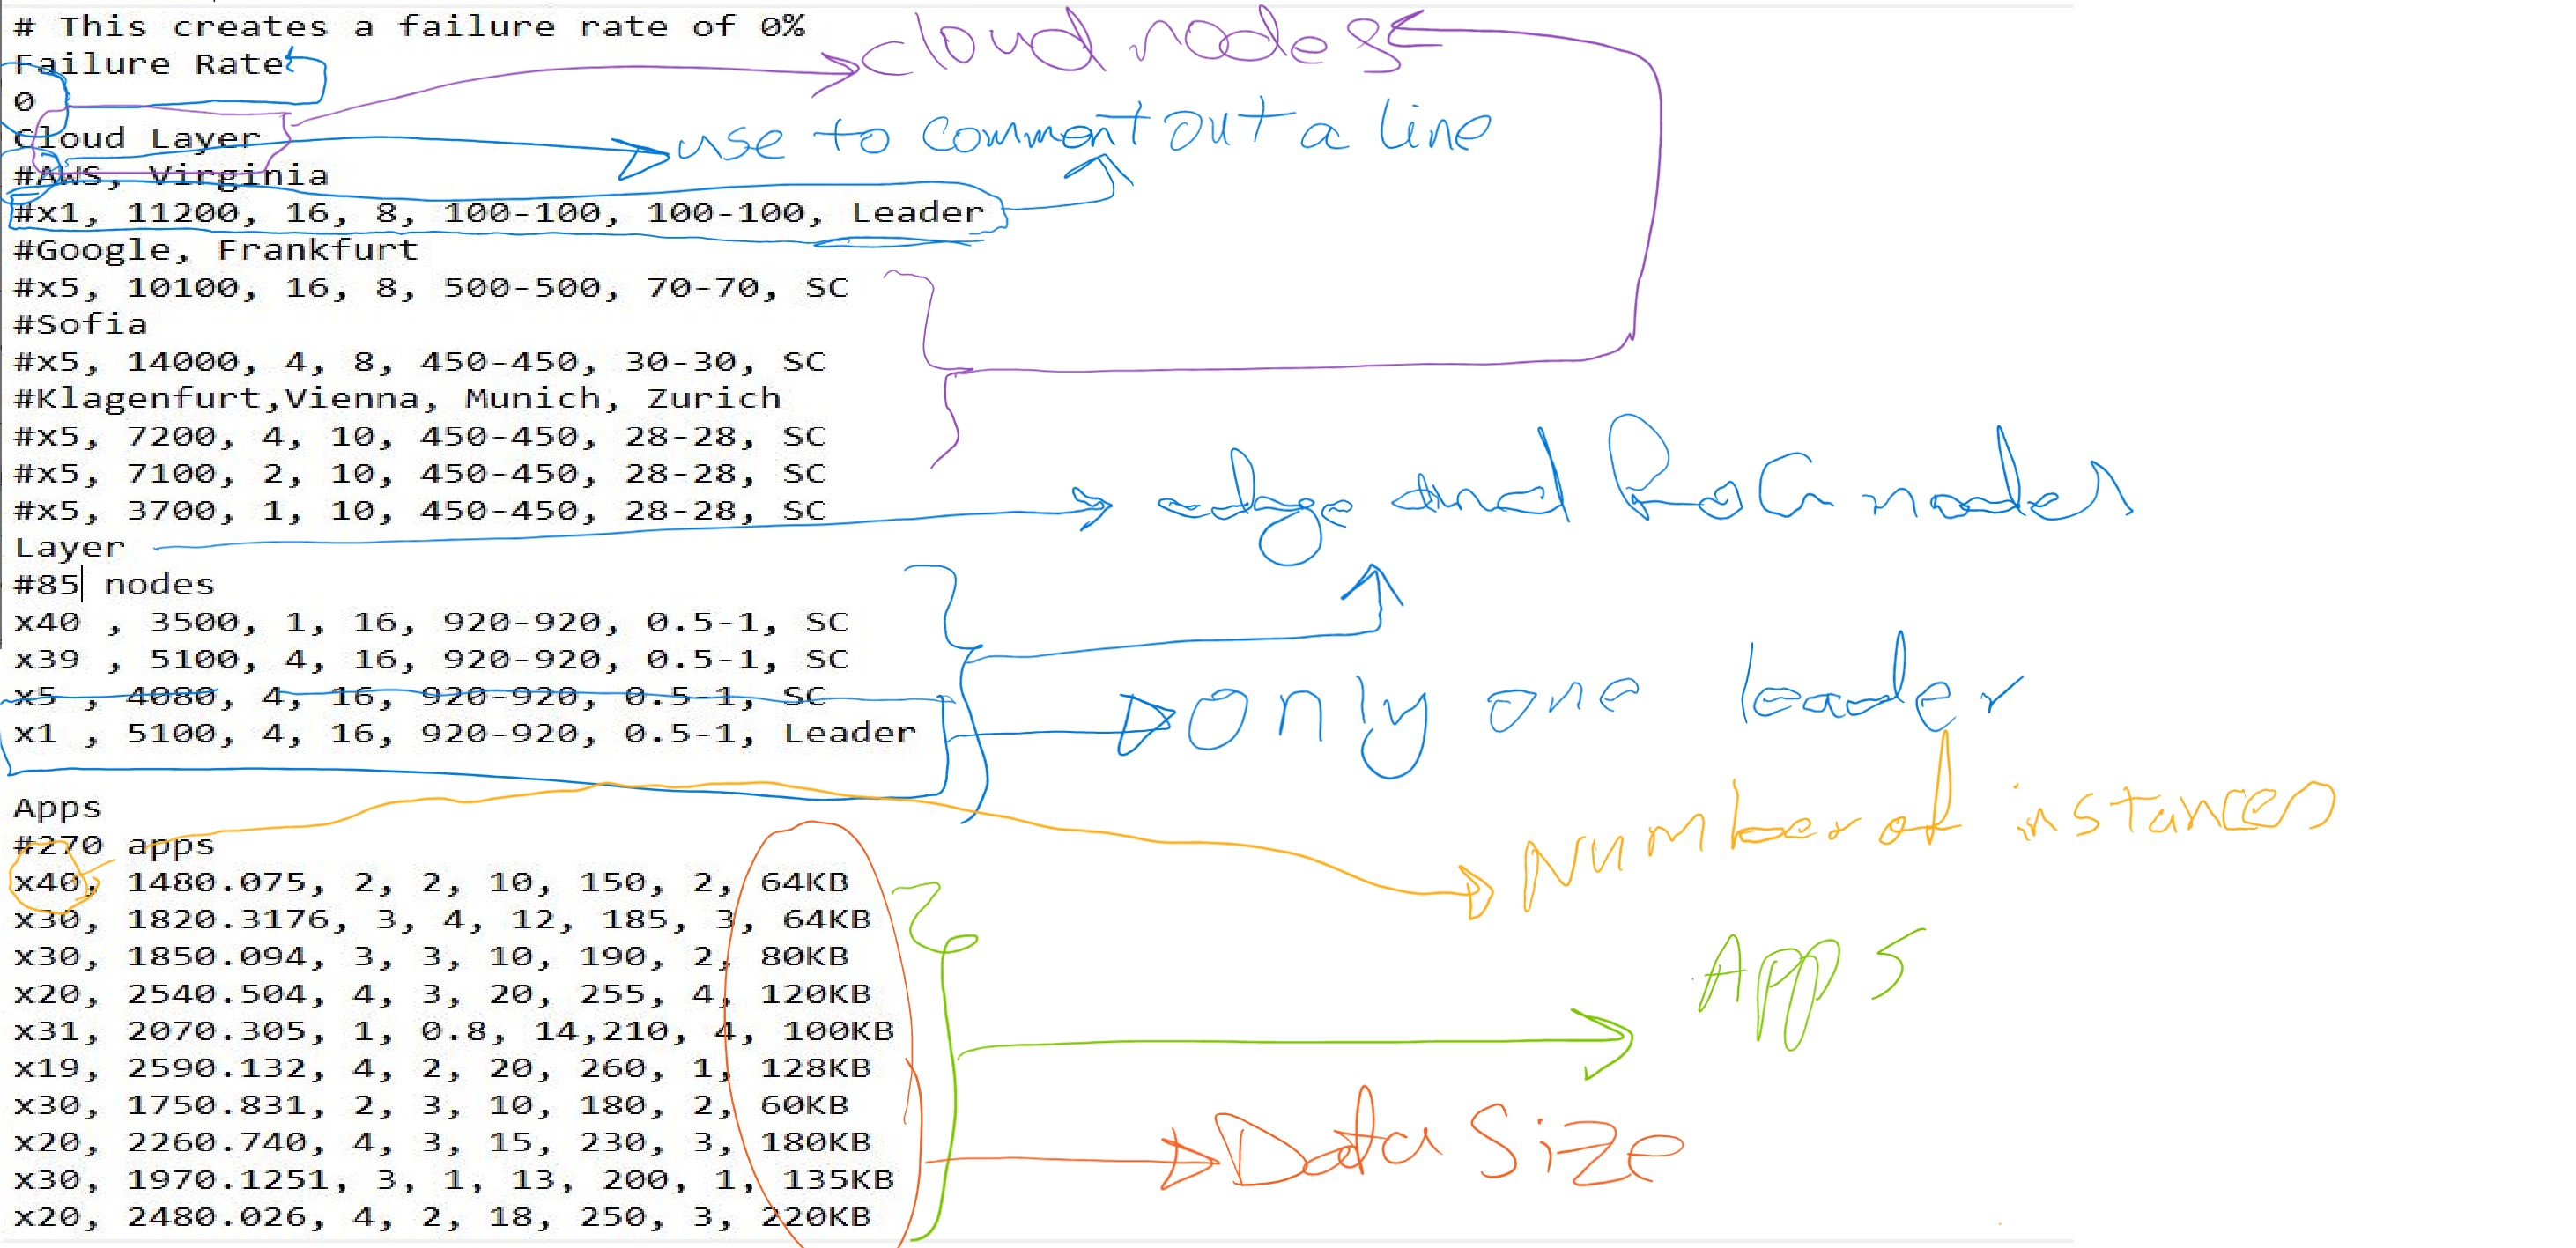 # This creates a failure rate of 0%
Failure Rate
0
Cloud Layer
#AWS, Virginia
#x1, 11200, 16, 8, 100-100, 100-100, Leader
#Google, Frankfurt
#x5, 10100, 16, 8, 500-500, 70-70, SC
#Sofia
#x5, 14000, 4, 8, 450-450, 30-30, SC
#Klagenfurt,Vienna, Munich, Zurich
#x5, 7200, 4, 10, 450-450, 28-28, SC
#x5, 7100, 2, 10, 450-450, 28-28, SC
#x5, 3700, 1, 10, 450-450, 28-28, SC
Layer
#85 nodes
x40 , 3500, 1, 16, 920-920, 0.5-1, SC
x39 , 5100, 4, 16, 920-920, 0.5-1, SC
x5 , 4080, 4, 16, 920-920, 0.5-1, SC
x1 , 5100, 4, 16, 920-920, 0.5-1, Leader
Apps
#270 apps
x40, 1480.075, 2, 2, 10, 150, 2, 64KB
x30, 1820.3176, 3, 4, 12, 185, 3, 64KB
x30, 1850.094, 3, 3, 10, 190, 2, 80KB
x20, 2540.504, 4, 3, 20, 255, 4, 120KB
x31, 2070.305, 1, 0.8, 14,210, 4, 100KB
x19, 2590.132, 4, 2, 20, 260, 1, 128KB
x30, 1750.831, 2, 3, 10, 180, 2, 60KB
x20, 2260.740, 4, 3, 15, 230, 3, 180KB
x30, 1970.1251, 3, 1, 13, 200, 1, 135KB
x20, 2480.026, 4, 2, 18, 250, 3, 220KB
cloud nodes
use to comment out a line
edge and nodes
only one leader
Number of instances
Apps
Data Size